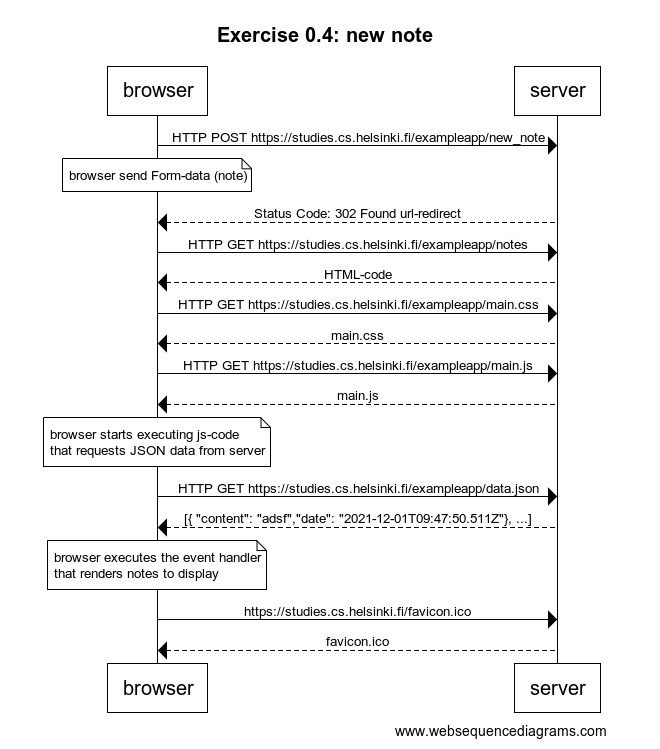 Exercise 0.4: new note
browser
server
HTTP POST https://studies.cs.helsinki.fi/exampleapp/new_note
browser send Form-data (note)
Status Code: 302 Found url-redirect
HTTP GET https://studies.cs.helsinki.fi/exampleapp/notes
HTML-code
HTTP GET https://studies.cs.helsinki.fi/exampleapp/main.css
main.css
HTTP GET https://studies.cs.helsinki.fi/exampleapp/main.js
main.js
browser starts executing js-code
that requests JSON data from server
HTTP GET https://studies.cs.helsinki.fi/exampleapp/data.json
[{ "content": "adsf","date": "2021-12-01T09:47:50.511Z"}, ...]
browser executes the event handler
that renders notes to display
https://studies.cs.helsinki.fi/favicon.ico
favicon.ico
browser
server
www.websequencediagrams.com